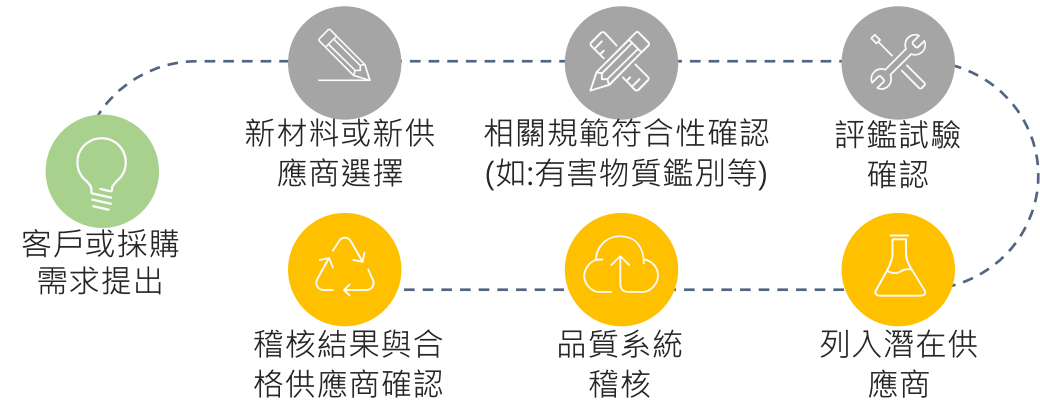 客戶或採購
需求提出
新材料或新供
應商選擇
相關規範符合性確認
(如:有害物質鑑別等)
評鑑試驗
確認
列入潛在供
應商
品質系統
稽核
稽核結果與合
格供應商確認